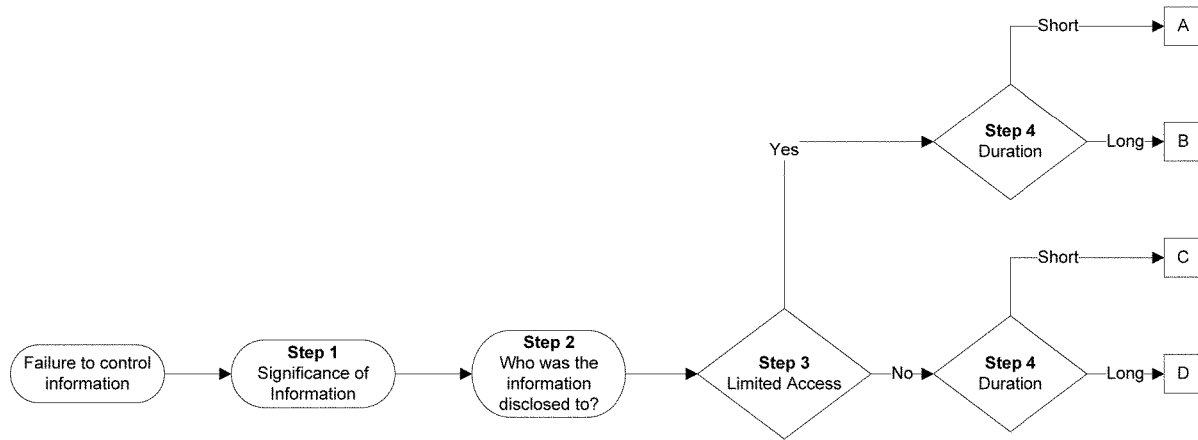 Short
A
Step 4
Duration
Long
B
Yes
Short
C
Failure to control
information
Step 1
Significance of
Information
Step 2
Who was the
information
disclosed to?
Step 3
Limited Access
No
Step 4
Duration
Long
D